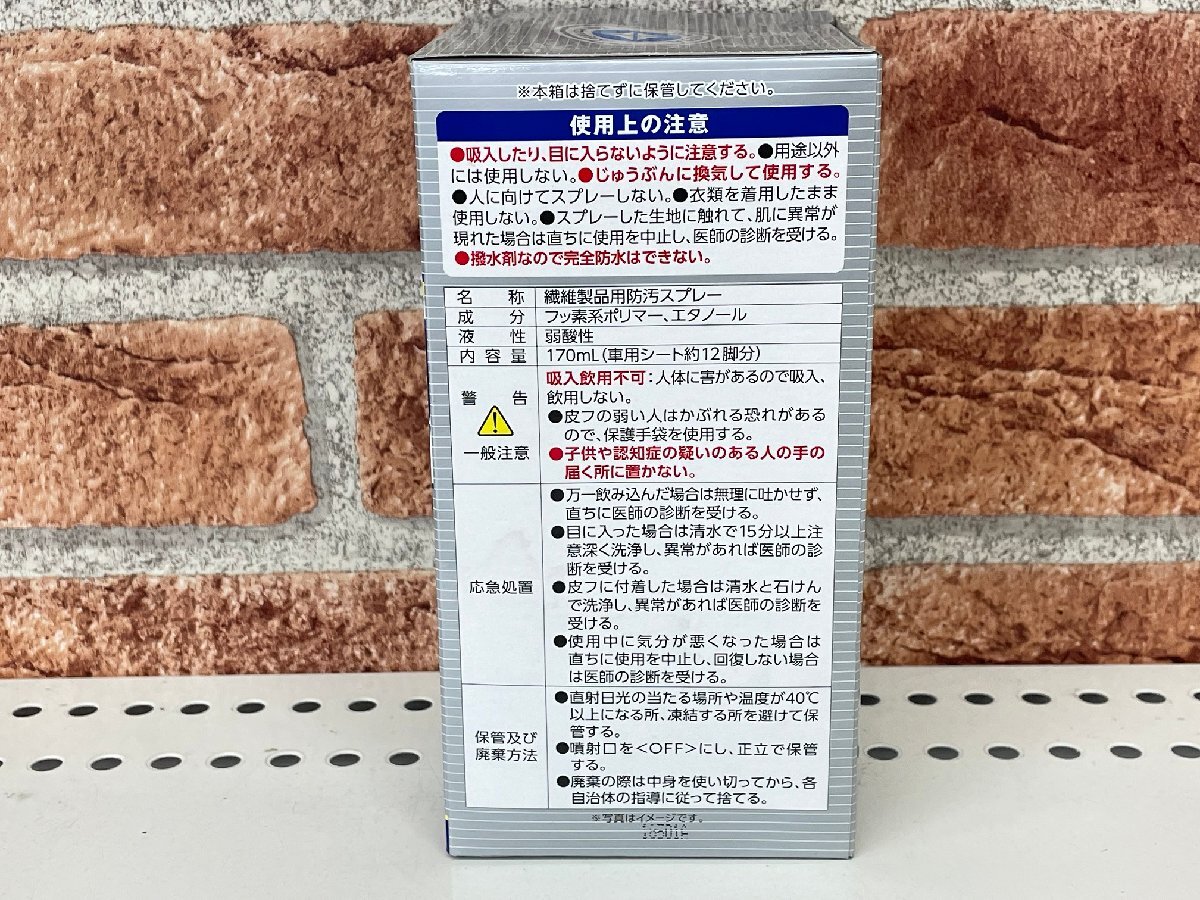 ※本箱は捨てずに保管してください。
使用上の注意
●吸入したり、目に入らないように注意する。●用途以外
には使用しない。●じゅうぶんに換気して使用する。
●人に向けてスプレーしない。●衣類を着用したまま
使用しない。●スプレーした生地に触れて、肌に異常が
現れた場合は直ちに使用を中止し、医師の診断を受ける。
●撥水剤なので完全防水はできない。
名称 繊維製品用防汚スプレー
成分 フッ素系ポリマー、エタノール
液性 弱酸性
内容量 170mL（車用シート約12脚分）
警告
一般注意
吸入飲用不可：人体に害があるので吸入、
飲用しない。
●皮フの弱い人はかぶれる恐れがある
ので、保護手袋を使用する。
●子供や認知症の疑いのある人の手の
届く所に置かない。
応急処置
●万一飲み込んだ場合は無理に吐かせず、
直ちに医師の診断を受ける。
●目に入った場合は清水で15分以上注
意深く洗浄し、異常があれば医師の診
断を受ける。
●皮フに付着した場合は清水と石けん
で洗浄し、異常があれば医師の診断を
受ける。
●使用中に気分が悪くなった場合は
直ちに使用を中止し、回復しない場合
は医師の診断を受ける。
保管及び
廃棄方法
●直射日光の当たる場所や温度が40℃
以上になる所、凍結する所を避けて保
管する。
●噴射口を<OFF>にし、正立で保管
する。
●廃棄の際は中身を使い切ってから、各
自治体の指導に従って捨てる。
※写真はイメージです。